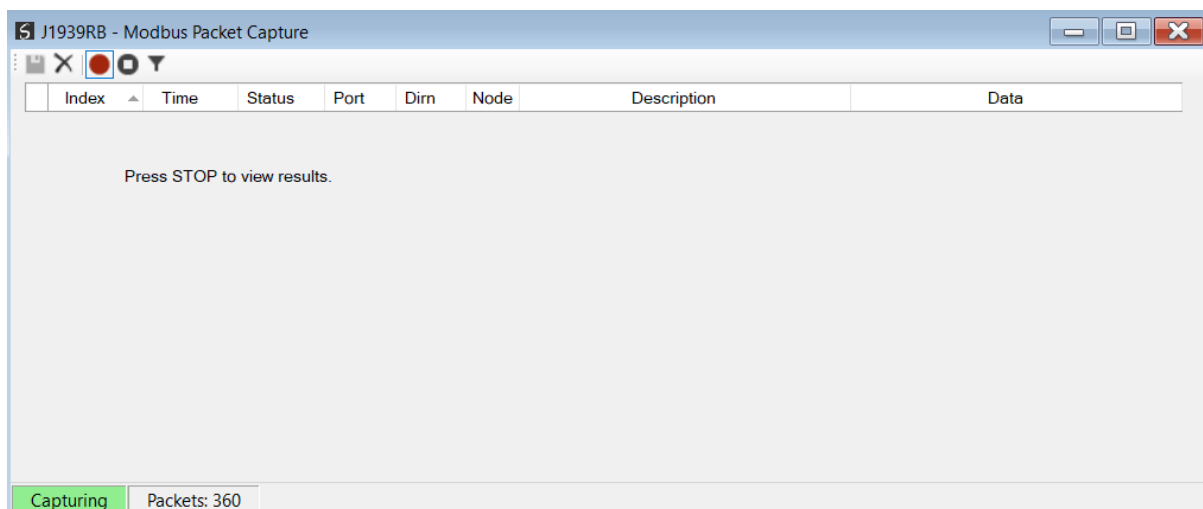 J1939RB - Modbus Packet Capture
Index Time Status Port Dirn Node Description Data
Press STOP to view results.
Capturing Packets: 360